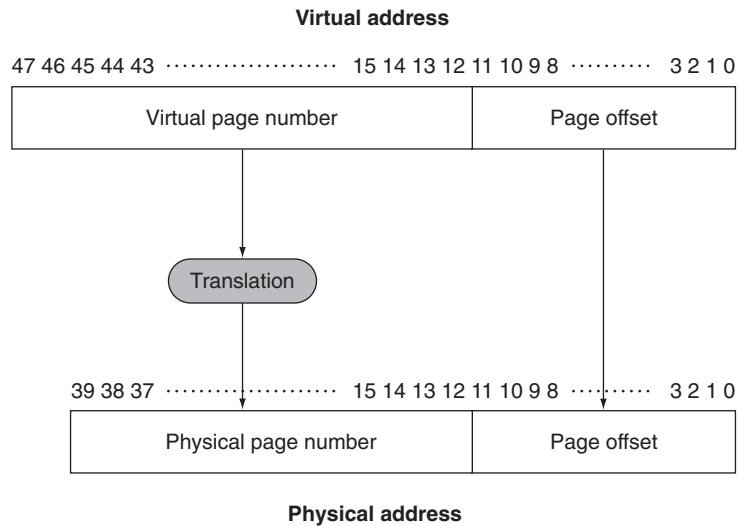 Virtual address
47 46 45 44 43 ····················· 15 14 13 12 11 10 9 8 ·········· 3 2 1 0
Virtual page number Page offset
Translation
39 38 37 ····················· 15 14 13 12 11 10 9 8 ·········· 3 2 1 0
Physical page number Page offset
Physical address